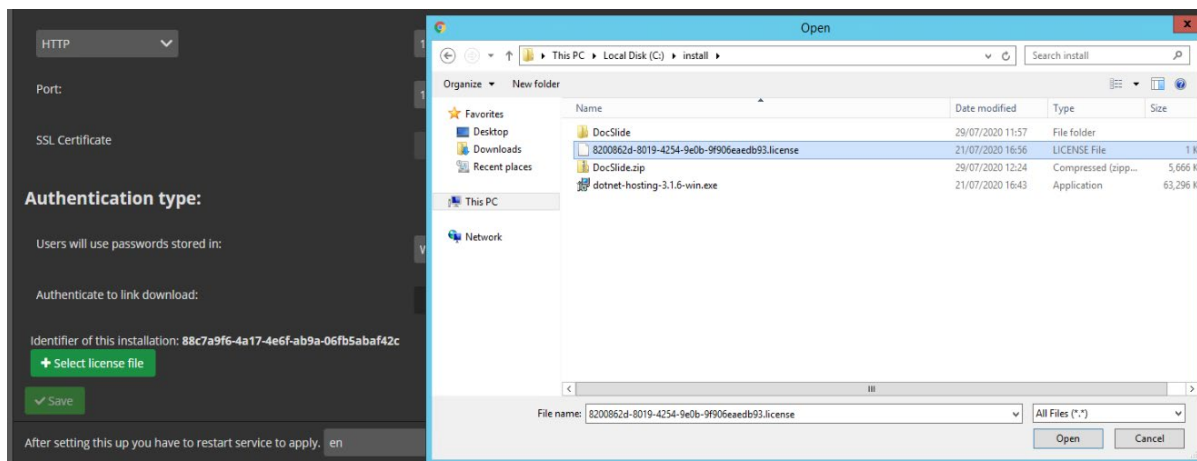 HTTP
Port:
SSL Certificate
Authentication type:
Users will use passwords stored in:
Authenticate to link download:
Identifier of this installation: 88c7a9f6-4a17-4e6f-ab9a-06fb5abaf42c
Select license file
Save
After setting this up you have to restart service to apply. en
Open
This PC Local Disk (C:) install
Search install
Organize New folder
Favorites
Desktop
Downloads
Recent places
This PC
Network
Name Date modified Type Size
DocSlide 29/07/2020 11:57 File folder
8200862d-8019-4254-9e0b-9f906eaedb93.license 21/07/2020 16:56 LICENSE File 1 K
DocSlide.zip 29/07/2020 12:24 Compressed (zipp... 5,666 K
dotnet-hosting-3.1.6-win.exe 21/07/2020 16:43 Application 63,296 K
File name: 8200862d-8019-4254-9e0b-9f906eaedb93.license All Files (*.*)
Open Cancel